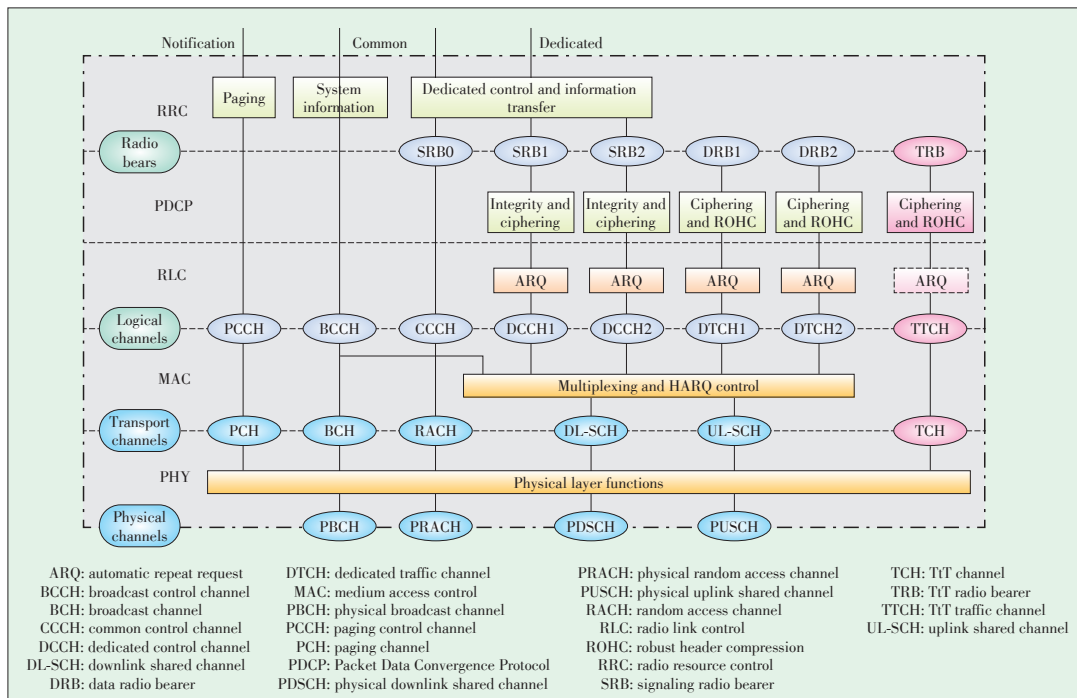 Notification Common Dedicated
RRC
Paging
System
information
Dedicated control and information
transfer
Radio
bears
SRB0 SRB1 SRB2 DRB1 DRB2 TRB
PDCP
Integrity and
ciphering
Integrity and
ciphering
Ciphering
and ROHC
Ciphering
and ROHC
Ciphering
and ROHC
RLC
ARQ ARQ ARQ ARQ ARQ
Logical
channels
PCCH BCCH CCCH DCCH1 DCCH2 DTCH1 DTCH2 TTCH
MAC
Multiplexing and HARQ control
Transport
channels
PCH BCH RACH DL-SCH UL-SCH TCH
PHY
Physical layer functions
Physical
channels
PBCH PRACH PDSCH PUSCH
ARQ: automatic repeat request
BCCH: broadcast control channel
BCH: broadcast channel
CCCH: common control channel
DCCH: dedicated control channel
DL-SCH: downlink shared channel
DRB: data radio bearer
DTCH: dedicated traffic channel
MAC: medium access control
PBCH: physical broadcast channel
PCCH: paging control channel
PCH: paging channel
PDCP: Packet Data Convergence Protocol
PDSCH: physical downlink shared channel
PRACH: physical random access channel
PUSCH: physical uplink shared channel
RACH: random access channel
RLC: radio link control
ROHC: robust header compression
RRC: radio resource control
SRB: signaling radio bearer
TCH: TtT channel
TRB: TtT radio bearer
TTCH: TtT traffic channel
UL-SCH: uplink shared channel